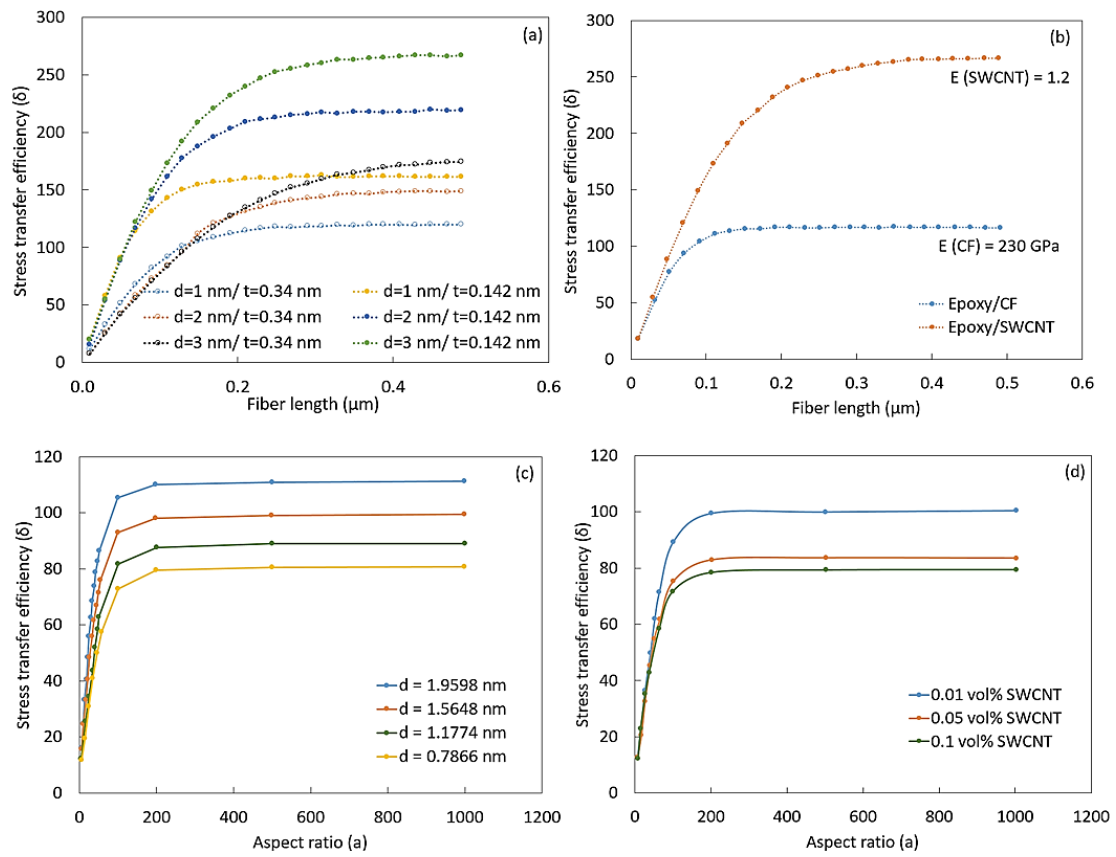 (a)
Stress transfer efficiency (δ)
300
250
200
150
100
50
0
d=1 nm/ t=0.34 nm
d=2 nm/ t=0.34 nm
d=3 nm/ t=0.34 nm
d=1 nm/ t=0.142 nm
d=2 nm/ t=0.142 nm
d=3 nm/ t=0.142 nm
0.0 0.2 0.4 0.6
Fiber length (µm)
(b)
Stress transfer efficiency (δ)
300
250
200
150
100
50
0
E (SWCNT) = 1.2
E (CF) = 230 GPa
Epoxy/CF
Epoxy/SWCNT
0 0.1 0.2 0.3 0.4 0.5 0.6
Fiber length (µm)
(c)
Stress transfer efficiency (δ)
120
100
80
60
40
20
0
d = 1.9598 nm
d = 1.5648 nm
d = 1.1774 nm
d = 0.7866 nm
0 200 400 600 800 1000 1200
Aspect ratio (a)
(d)
Stress transfer efficiency (δ)
120
100
80
60
40
20
0
0.01 vol% SWCNT
0.05 vol% SWCNT
0.1 vol% SWCNT
0 200 400 600 800 1000 1200
Aspect ratio (a)